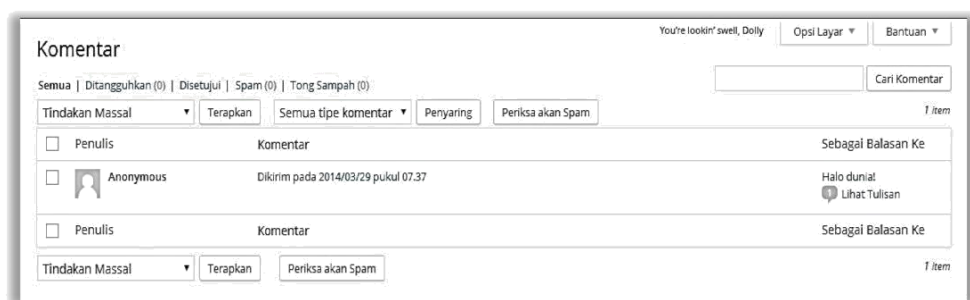 You're lookin' swell, Dolly Opsi Layar Bantuan
Komentar
Cari Komentar
Semua | Ditangguhkan (0) | Disetujui | Spam (0) | Tong Sampah (0)
Tindakan Massal Terapkan Semua tipe komentar Penyaring Periksa akan Spam 1 item
Penulis Komentar Sebagai Balasan Ke
Anonymous Dikirim pada 2014/03/29 pukul 07.37 Halo dunia!
1 Lihat Tulisan
Penulis Komentar Sebagai Balasan Ke
Tindakan Massal Terapkan Periksa akan Spam 1 item